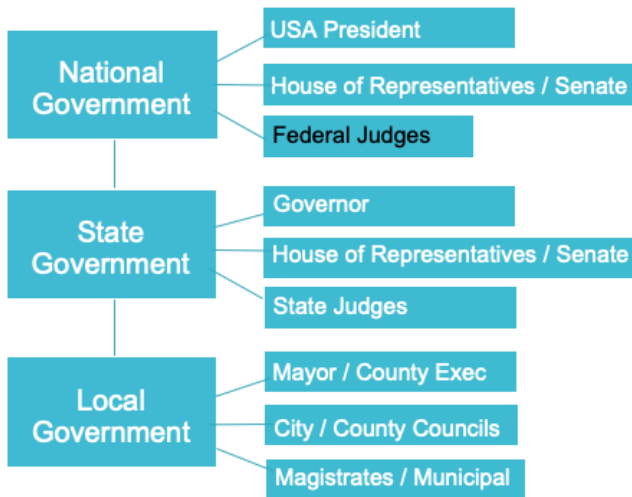 National
Government
USA President
House of Representatives / Senate
Federal Judges
State
Government
Governor
House of Representatives / Senate
State Judges
Local
Government
Mayor / County Exec
City / County Councils
Magistrates / Municipal